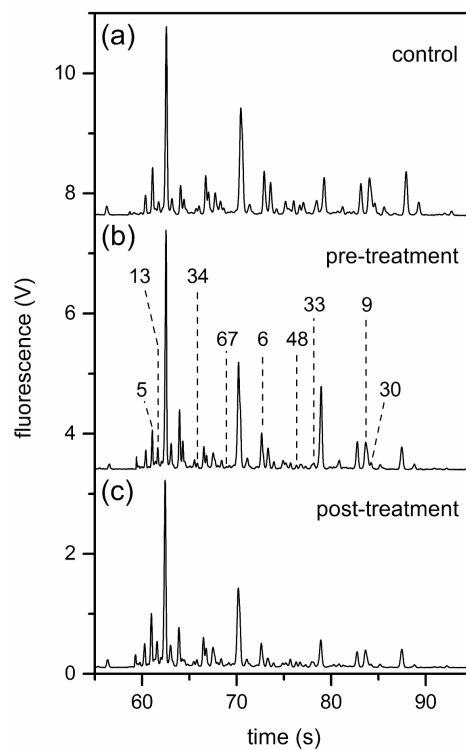 (a)
control
10
8
(b)
pre-treatment
13
34
33
9
67
6
48
5
30
6
4
fluorescence (V)
(c)
post-treatment
2
0
60
70
80
90
time (s)